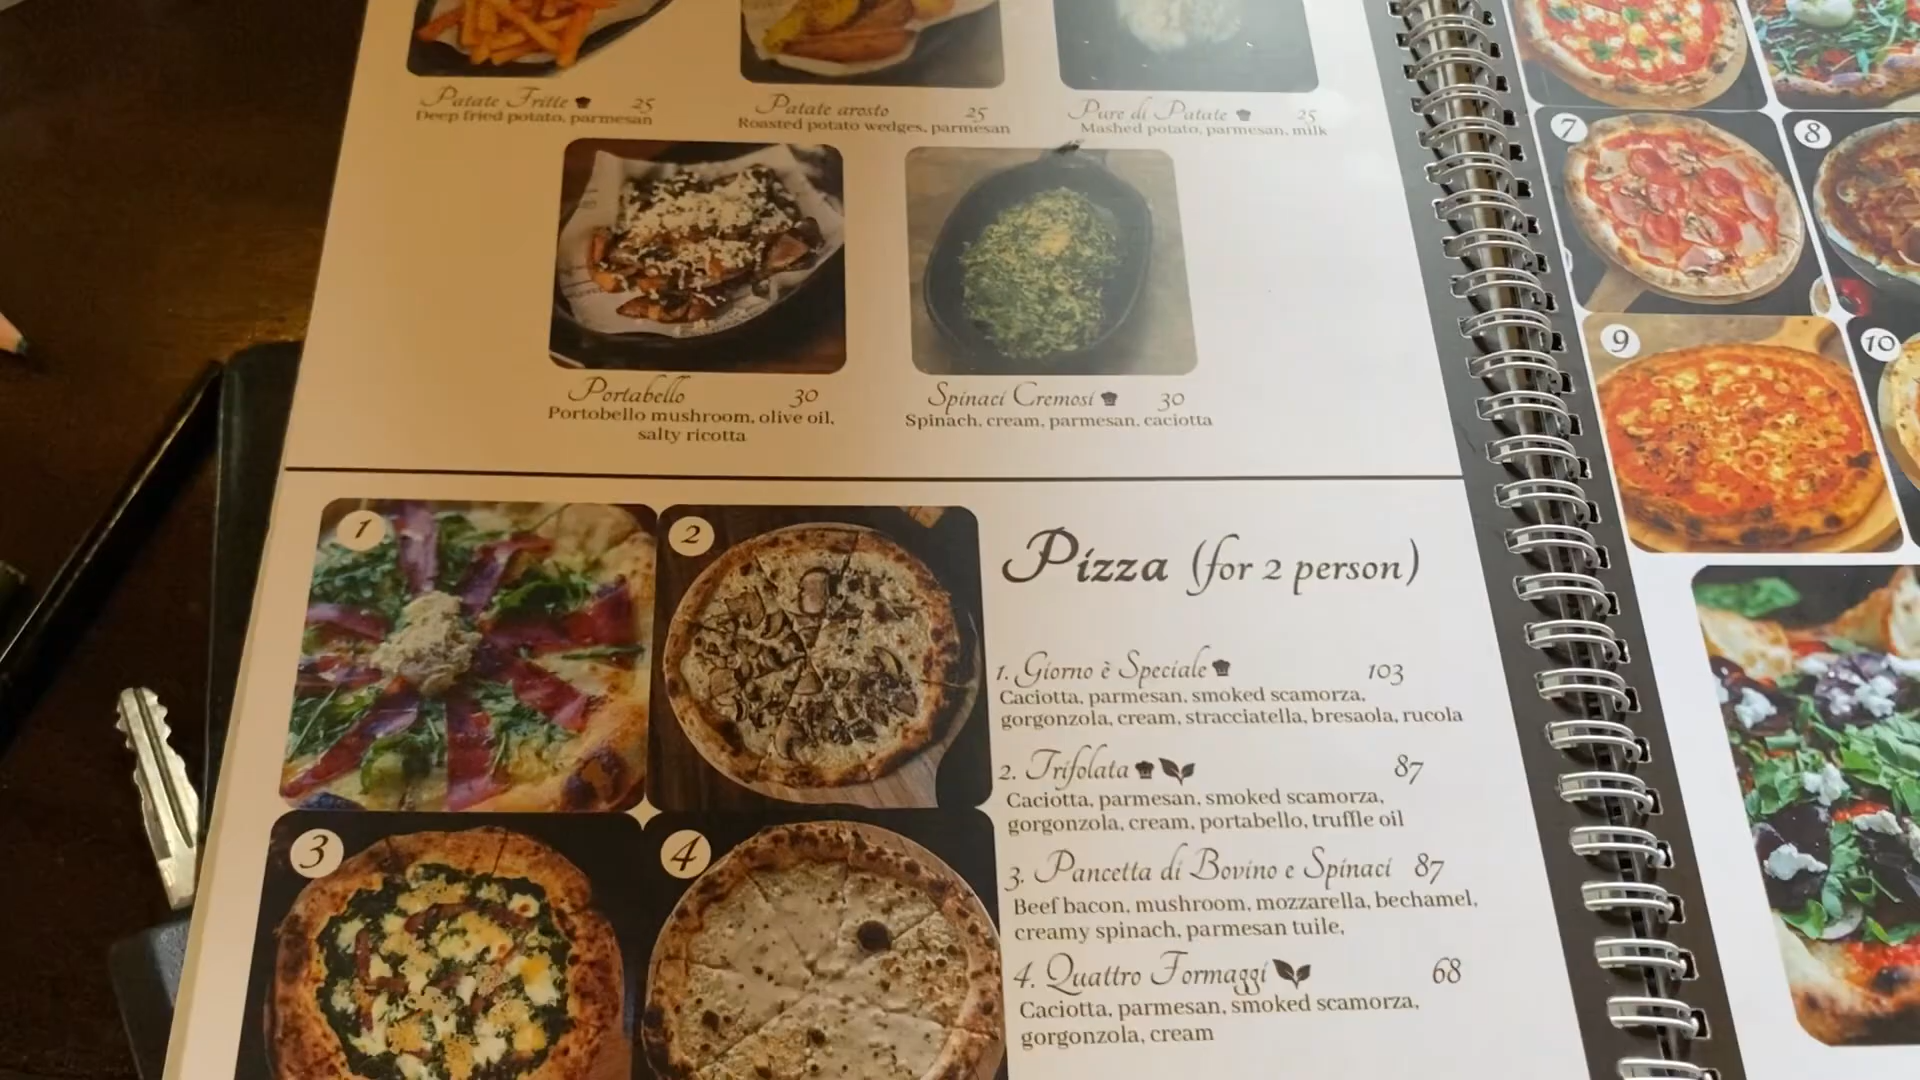 Patate Fritte 25
Deep fried potato, parmesan
Patate arosto 25
Roasted potato wedges, parmesan
Pure di Patate 25
Mashed potato, parmesan, milk
Portabello 30
Portobello mushroom, olive oil,
salty ricotta
Spinaci Cremosi 30
Spinach, cream, parmesan, caciotta
1
2
3
4
Pizza (for 2 person)
1. Giorno è Speciale 103
Caciotta, parmesan, smoked scamorza,
gorgonzola, cream, stracciatella, bresaola, rucola
2. Trifolata 87
Caciotta, parmesan, smoked scamorza,
gorgonzola, cream, portabello, truffle oil
3. Pancetta di Bovino e Spinaci 87
Beef bacon, mushroom, mozzarella, bechamel,
creamy spinach, parmesan tuile,
4. Quattro Formaggi 68
Caciotta, parmesan, smoked scamorza,
gorgonzola, cream
7
8
9
10